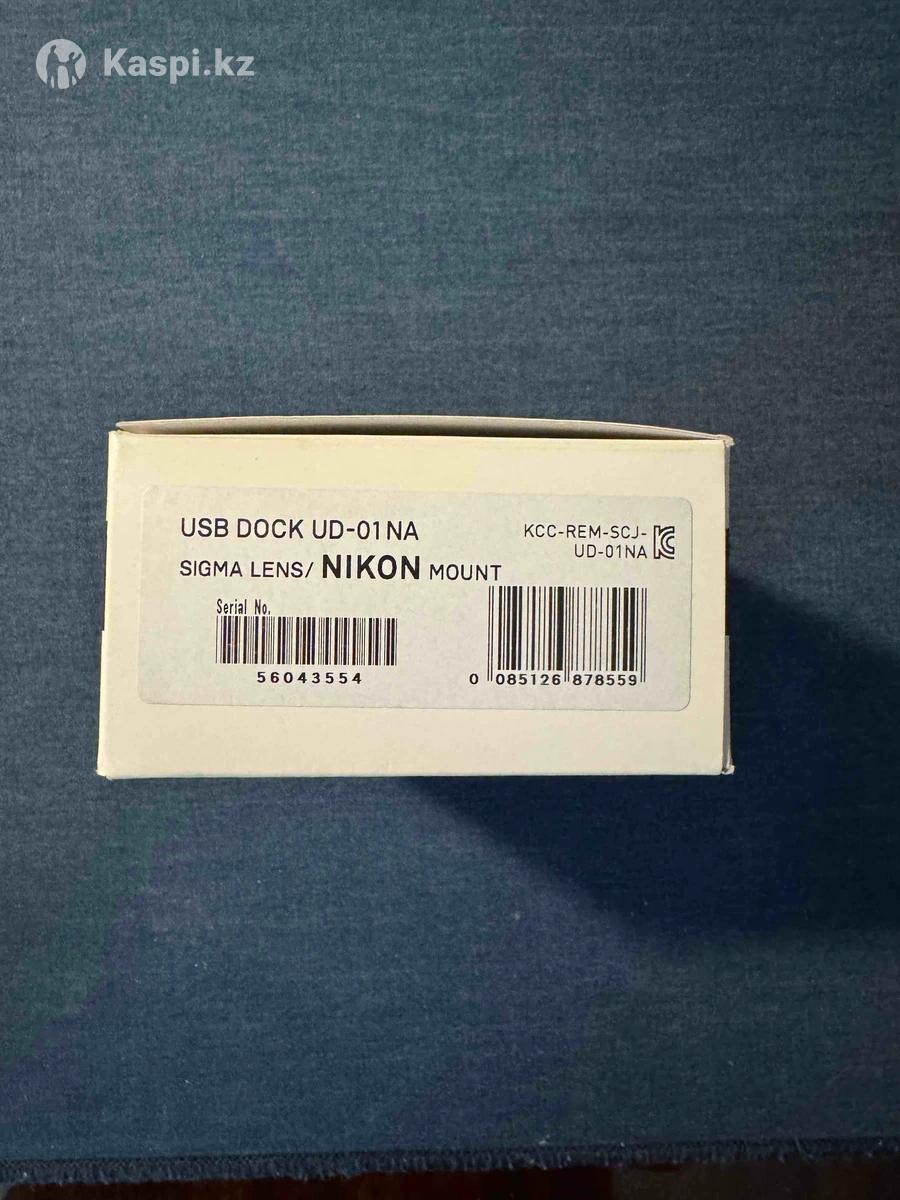 Kaspi.kz
USB DOCK UD-01NA
SIGMA LENS/ NIKON MOUNT
KCC-REM-SCJ-
UD-01NA
Serial No.
56043554
0 085126 878559